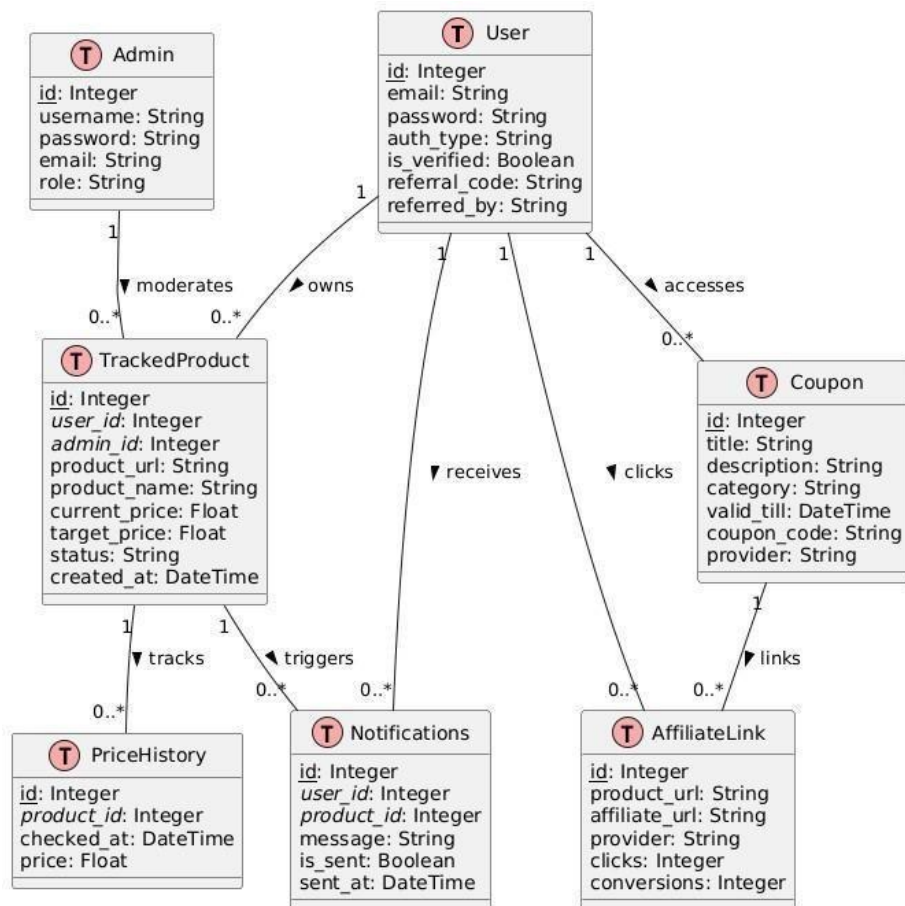 T Admin
id: Integer
username: String
password: String
email: String
role: String
T User
id: Integer
email: String
password: String
auth_type: String
is_verified: Boolean
referral_code: String
referred_by: String
1
1
1
1
1
moderates
owns
accesses
0..*
0..*
0..*
T TrackedProduct
id: Integer
user_id: Integer
admin_id: Integer
product_url: String
product_name: String
current_price: Float
target_price: Float
status: String
created_at: DateTime
receives
clicks
T Coupon
id: Integer
title: String
description: String
category: String
valid_till: DateTime
coupon_code: String
provider: String
1
1
1
tracks
triggers
links
0..*
0..*
0..*
0..*
0..*
T PriceHistory
id: Integer
product_id: Integer
checked_at: DateTime
price: Float
T Notifications
id: Integer
user_id: Integer
product_id: Integer
message: String
is_sent: Boolean
sent_at: DateTime
T AffiliateLink
id: Integer
product_url: String
affiliate_url: String
provider: String
clicks: Integer
conversions: Integer